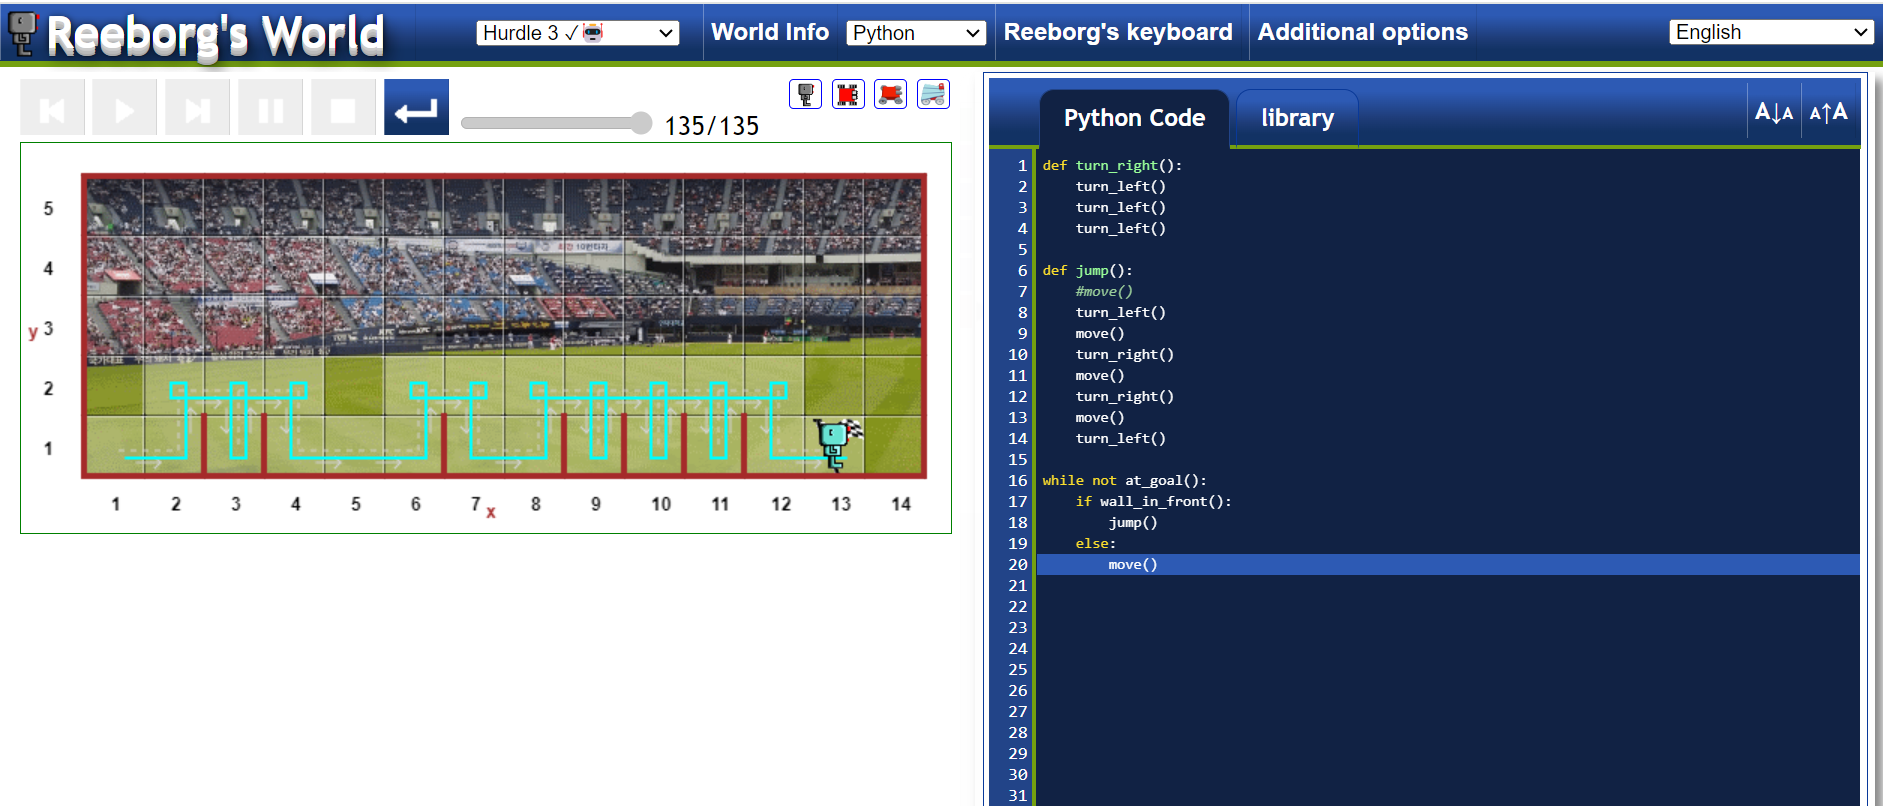 Reeborg's World
Hurdle 3 ✓🤖
World Info
Python
Reeborg's keyboard
Additional options
English
135/135
5
4
y 3
2
1
1 2 3 4 5 6 7 8 9 10 11 12 13 14
x
Python Code
library
A↓A
A↑A
1 def turn_right():
2     turn_left()
3     turn_left()
4     turn_left()
5
6 def jump():
7     #move()
8     turn_left()
9     move()
10     turn_right()
11     move()
12     turn_right()
13     move()
14     turn_left()
15
16 while not at_goal():
17     if wall_in_front():
18         jump()
19     else:
20         move()
21
22
23
24
25
26
27
28
29
30
31